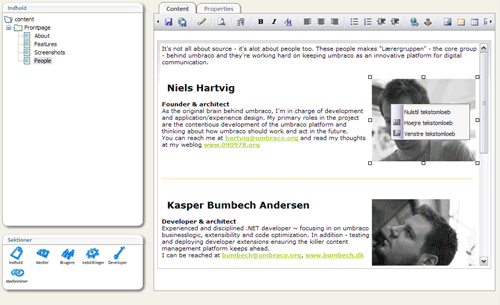 Indhold
content
Frontpage
About
Features
Screenshots
People
Sektioner
Indhold
Medier
Brugere
Indstillinger
Developer
Medlemmer
Content
Properties
It's not all about source - it's alot about people too. These people makes "Lærergruppen" - the core group
- behind umbraco and they're working hard on keeping umbraco as an innovative platform for digital
communication.
Niels Hartvig
Founder & architect
As the original brain behind umbraco, I'm in charge of development
and application/experience design. My primary roles in the project
are the contentious development of the umbraco platform and
thinking about how umbraco should work and act in the future.
You can reach me at hartvig@umbraco.org and read my thoughts
at my weblog www.090978.org
Nulstil tekstomloeb
Hoejre tekstomloeb
Venstre tekstomloeb
Kasper Bumbech Andersen
Developer & architect
Experienced and disciplined .NET developer ~ focusing in on umbraco
businesslogic, extensibility and code optimization. In addition - testing
and deploying developer extensions ensuring the killer content
management platform keeps ahead.
I can be reached at bumbech@umbraco.org, www.bumbech.dk